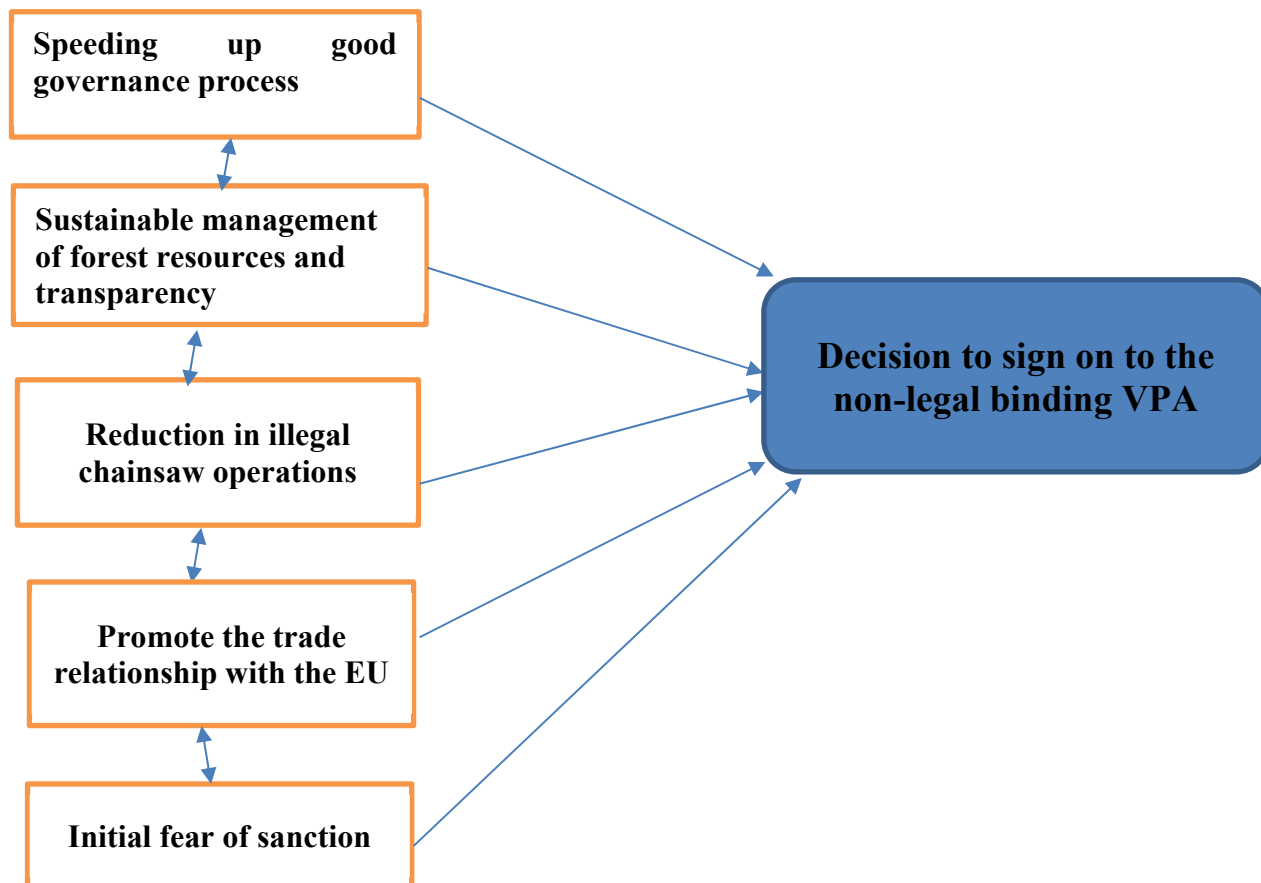 Speeding up good
governance process
Sustainable management
of forest resources and
transparency
Decision to sign on to the
non-legal binding VPA
Reduction in illegal
chainsaw operations
Promote the trade
relationship with the EU
Initial fear of sanction